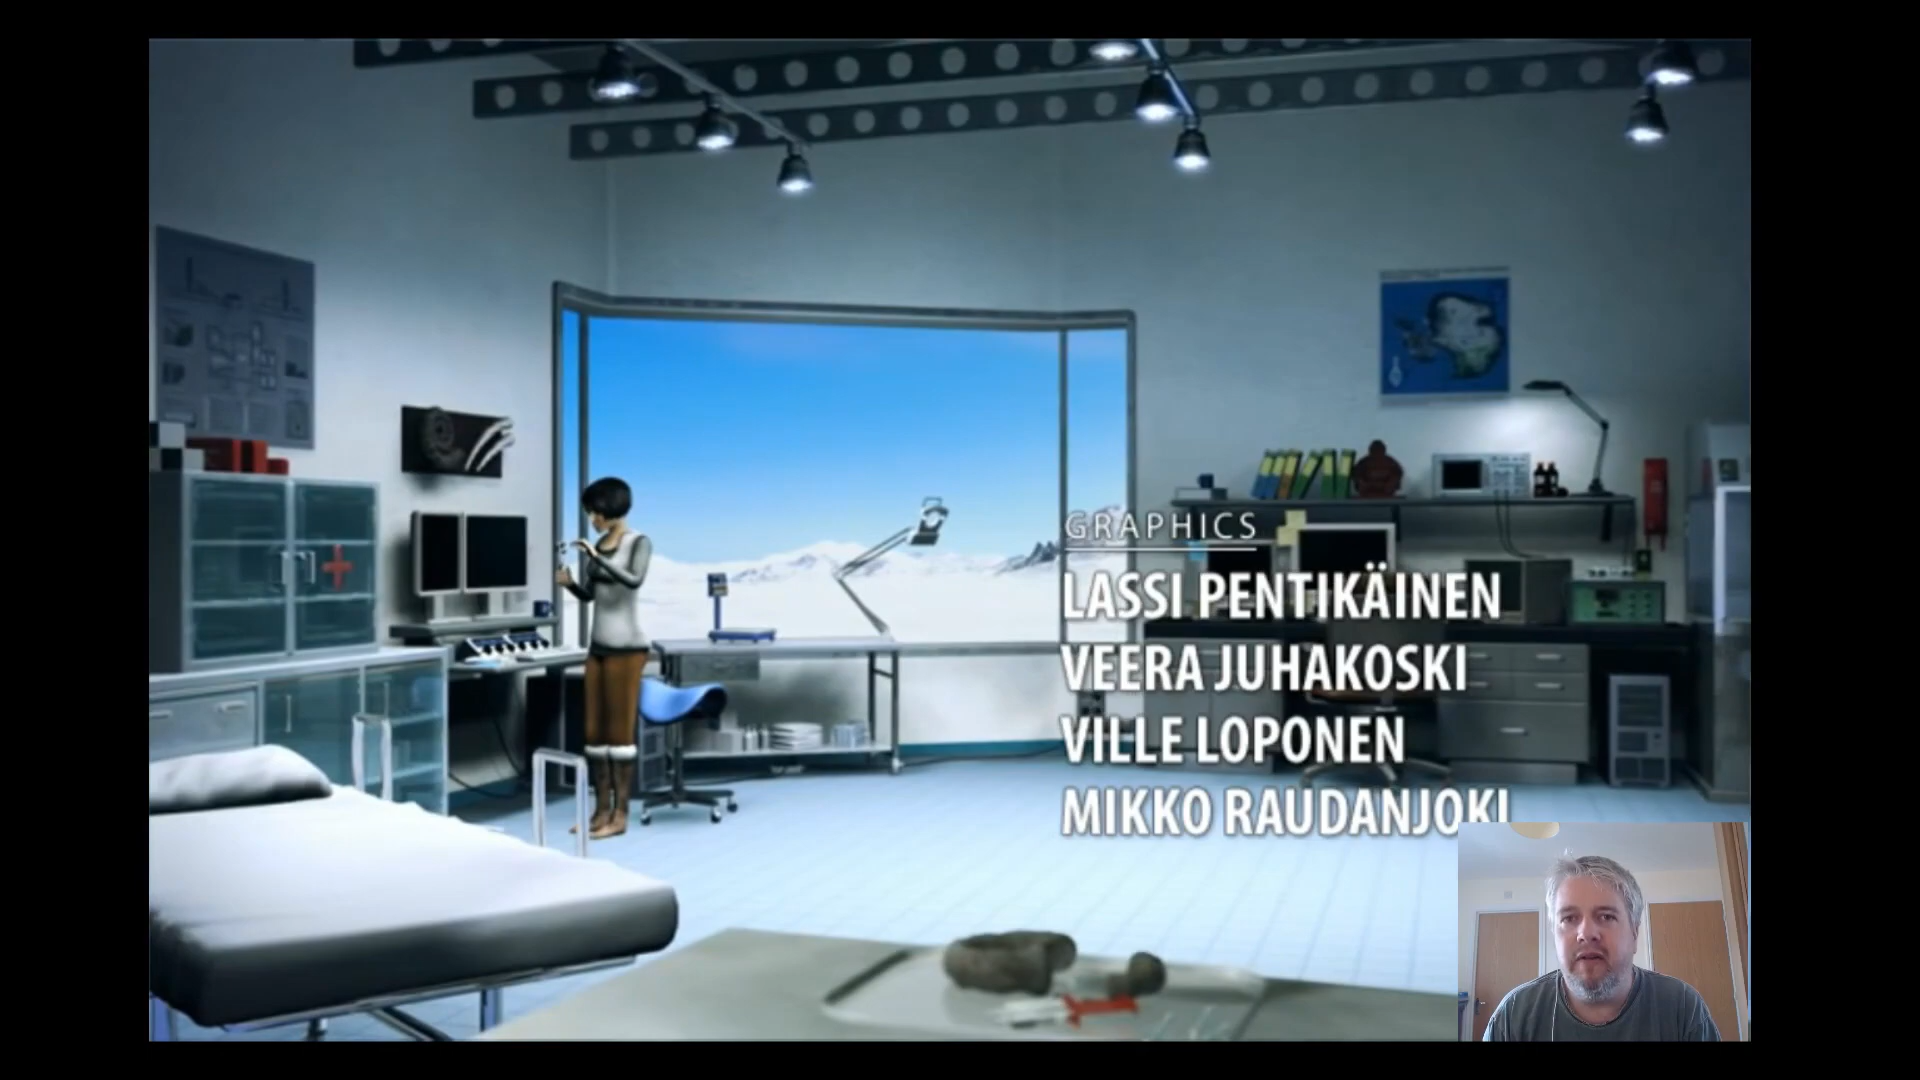 GRAPHICS
LASSI PENTIKÄINEN
VEERA JUHAKOSKI
VILLE LOPONEN
MIKKO RAUDANJOKI